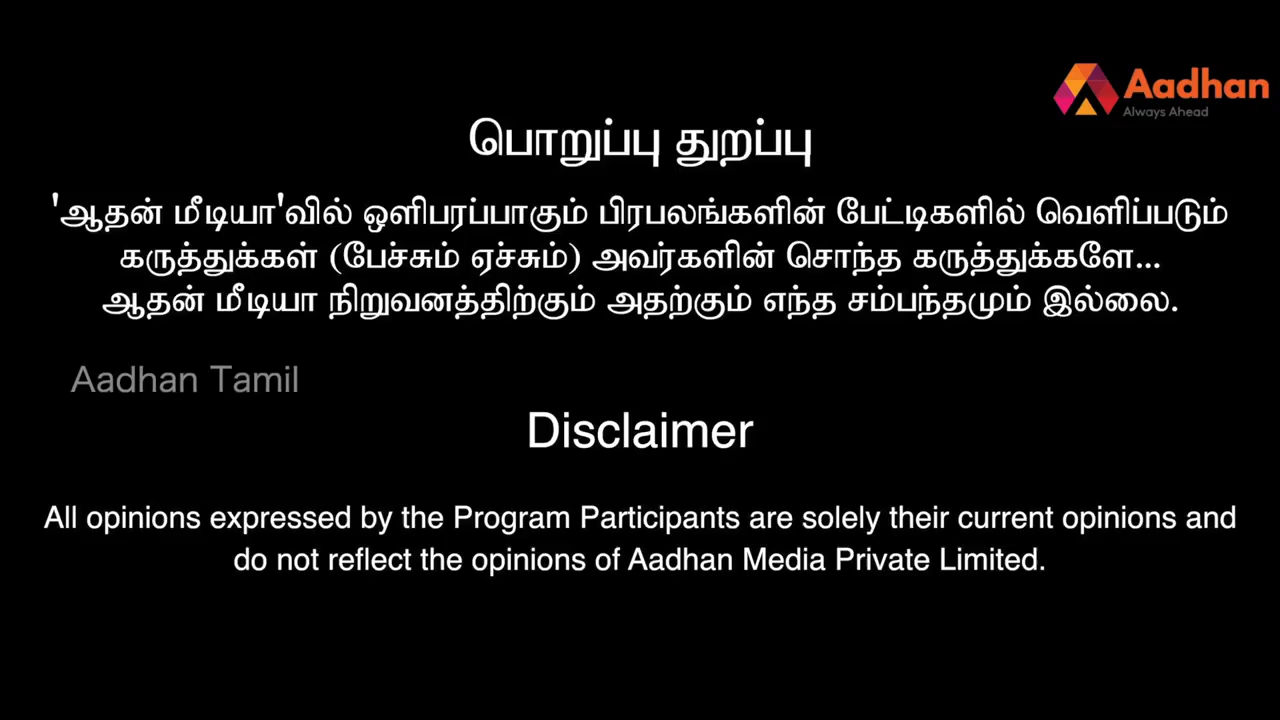 Aadhan
Always Ahead
பொறுப்பு துறப்பு
'ஆதன் மீடியா'வில் ஒளிபரப்பாகும் பிரபலங்களின் பேட்டிகளில் வெளிப்படும்
கருத்துக்கள் (பேச்சும் ஏச்சும்) அவர்களின் சொந்த கருத்துக்களே...
ஆதன் மீடியா நிறுவனத்திற்கும் அதற்கும் எந்த சம்பந்தமும் இல்லை.
Aadhan Tamil
Disclaimer
All opinions expressed by the Program Participants are solely their current opinions and
do not reflect the opinions of Aadhan Media Private Limited.